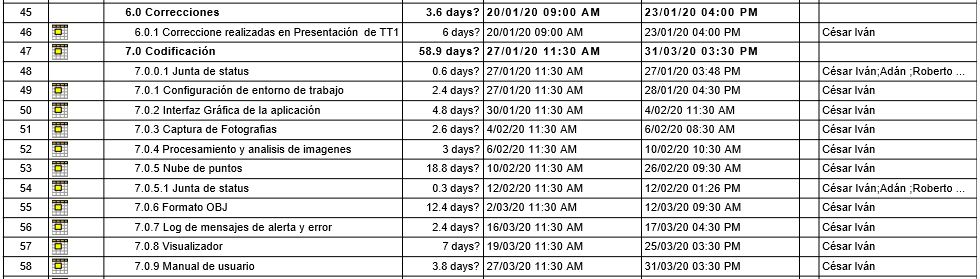 45 6.0 Correcciones 3.6 days? 20/01/20 09:00 AM 23/01/20 04:00 PM
46 6.0.1 Correccione realizadas en Presentación de TT1 6 days? 20/01/20 09:00 AM 23/01/20 04:00 PM César Iván
47 7.0 Codificación 58.9 days? 27/01/20 11:30 AM 31/03/20 03:30 PM
48 7.0.0.1 Junta de status 0.6 days? 27/01/20 11:30 AM 27/01/20 03:48 PM César Iván;Adán ;Roberto ...
49 7.0.1 Configuración de entorno de trabajo 2.4 days? 27/01/20 11:30 AM 28/01/20 04:30 PM César Iván
50 7.0.2 Interfaz Gráfica de la aplicación 4.8 days? 30/01/20 11:30 AM 4/02/20 11:30 AM César Iván
51 7.0.3 Captura de Fotografias 2.6 days? 4/02/20 11:30 AM 6/02/20 08:30 AM César Iván
52 7.0.4 Procesamiento y analisis de imagenes 3 days? 6/02/20 11:30 AM 10/02/20 10:30 AM César Iván
53 7.0.5 Nube de puntos 18.8 days? 10/02/20 11:30 AM 26/02/20 09:30 AM César Iván
54 7.0.5.1 Junta de status 0.3 days? 12/02/20 11:30 AM 12/02/20 01:26 PM César Iván;Adán ;Roberto ...
55 7.0.6 Formato OBJ 12.4 days? 2/03/20 11:30 AM 12/03/20 09:30 AM César Iván
56 7.0.7 Log de mensajes de alerta y error 2.4 days? 16/03/20 11:30 AM 17/03/20 04:30 PM César Iván
57 7.0.8 Visualizador 7 days? 19/03/20 11:30 AM 25/03/20 03:30 PM César Iván
58 7.0.9 Manual de usuario 3.8 days? 27/03/20 11:30 AM 31/03/20 03:30 PM César Iván